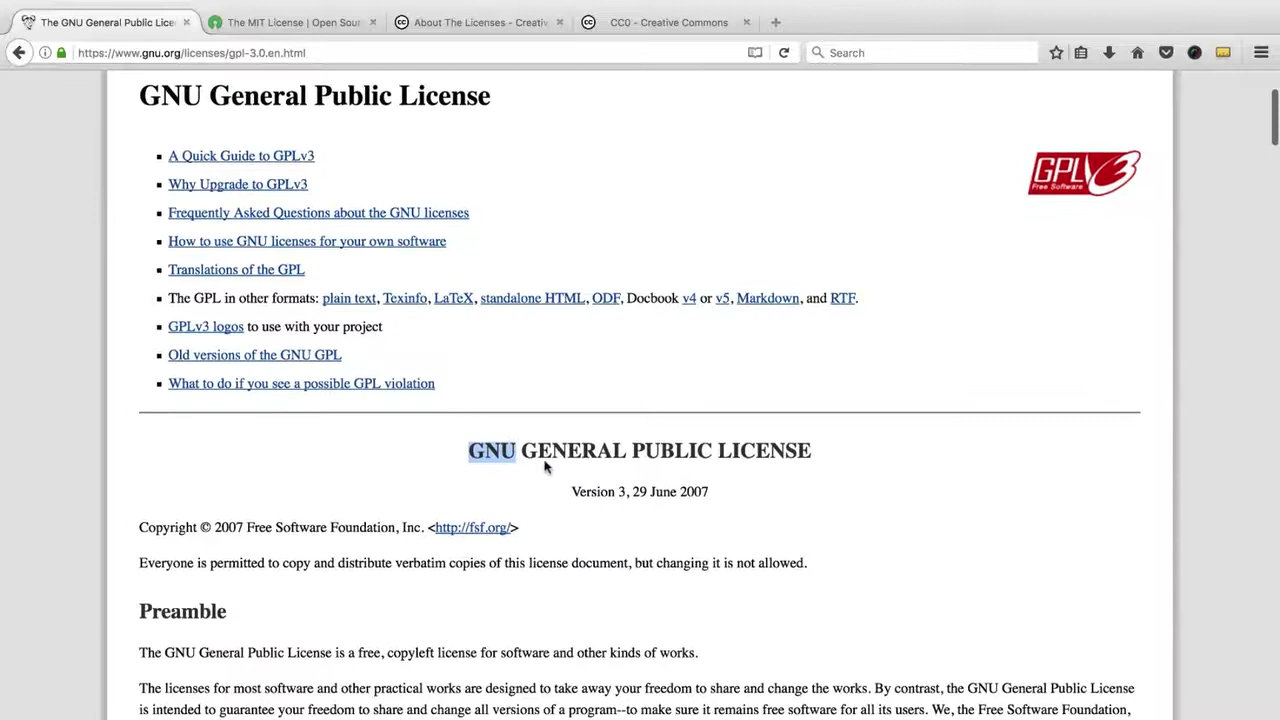 The GNU General Public Lice
The MIT License | Open Sour
About The Licenses - Creativ
CC0 - Creative Commons
https://www.gnu.org/licenses/gpl-3.0.en.html
Search
GNU General Public License
A Quick Guide to GPLv3
Why Upgrade to GPLv3
Frequently Asked Questions about the GNU licenses
How to use GNU licenses for your own software
Translations of the GPL
The GPL in other formats: plain text, Texinfo, LaTeX, standalone HTML, ODF, Docbook v4 or v5, Markdown, and RTF.
GPLv3 logos to use with your project
Old versions of the GNU GPL
What to do if you see a possible GPL violation
GPLv3
Free Software
GNU GENERAL PUBLIC LICENSE
Version 3, 29 June 2007
Copyright © 2007 Free Software Foundation, Inc. <http://fsf.org/>
Everyone is permitted to copy and distribute verbatim copies of this license document, but changing it is not allowed.
Preamble
The GNU General Public License is a free, copyleft license for software and other kinds of works.
The licenses for most software and other practical works are designed to take away your freedom to share and change the works. By contrast, the GNU General Public License
is intended to guarantee your freedom to share and change all versions of a program--to make sure it remains free software for all its users. We, the Free Software Foundation,